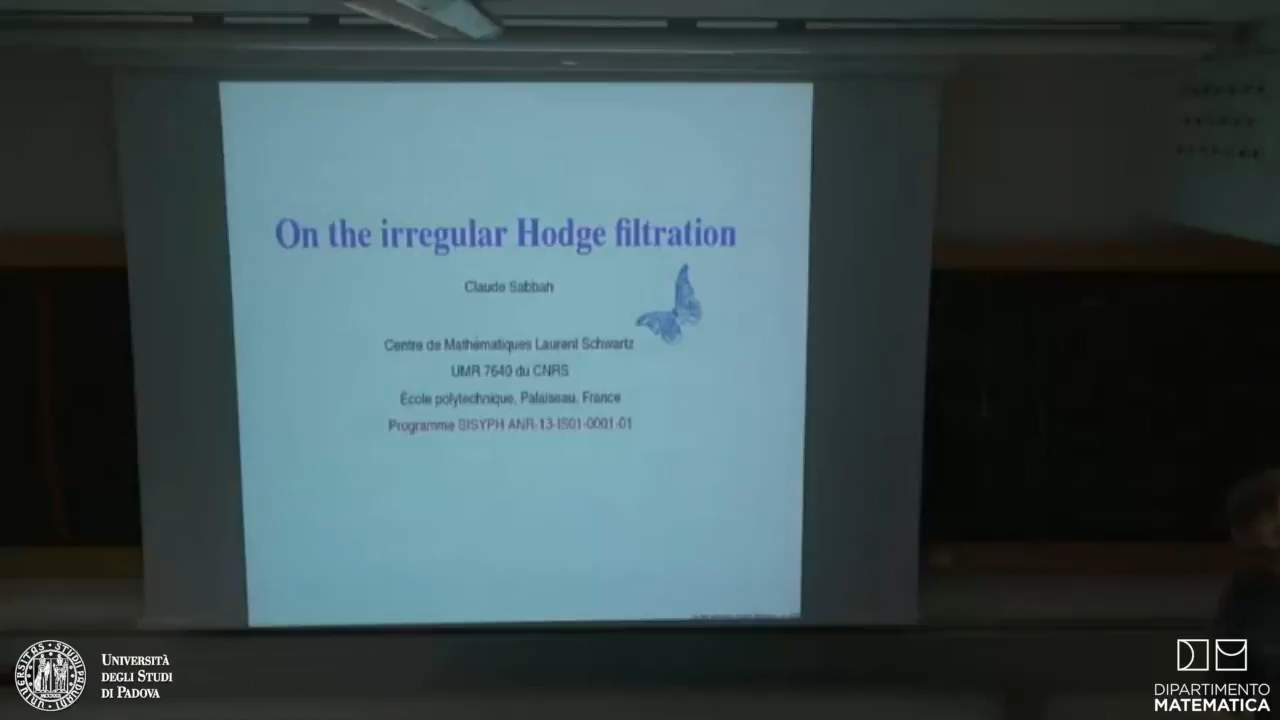 On the irregular Hodge filtration
Claude Sabbah
Centre de Mathématiques Laurent Schwartz
UMR 7640 du CNRS
École polytechnique, Palaiseau, France
Programme SISYPH ANR-13-IS01-0001-01
UNIVERSITÀ
DEGLI STUDI
DI PADOVA
DIPARTIMENTO
MATEMATICA